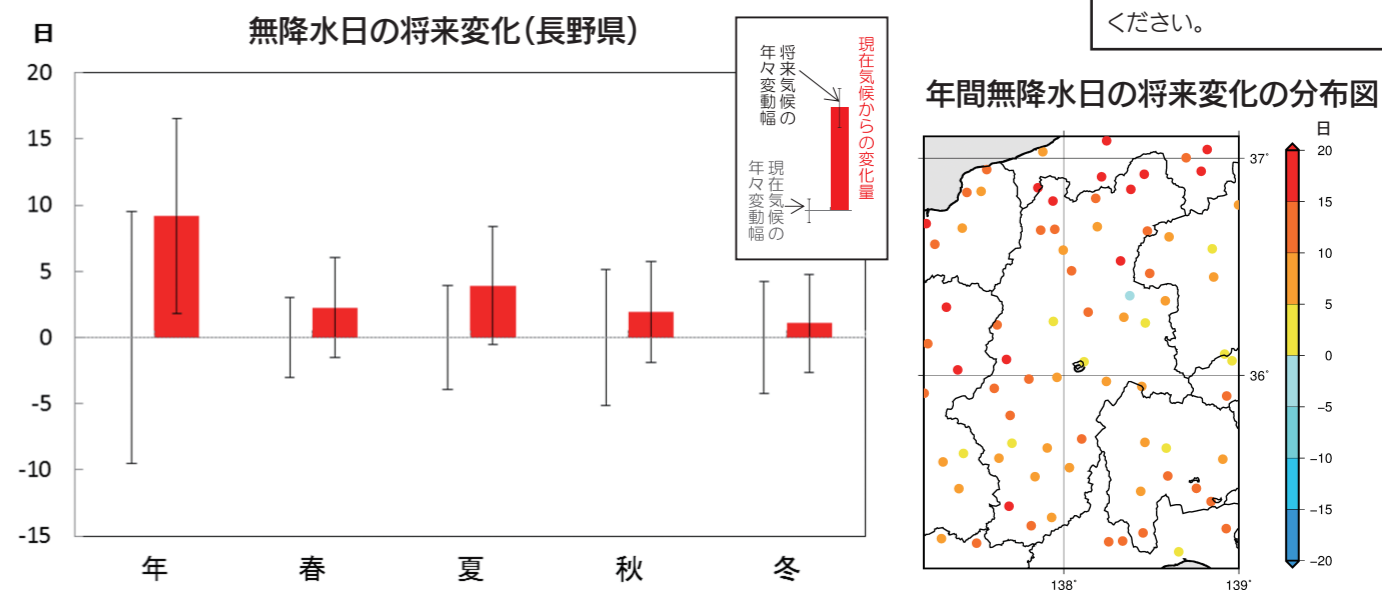 ください。
無降水日の将来変化(長野県)
日
20
15
10
5
0
-5
-10
-15
年
春
夏
秋
冬
将来気候の
年々変動幅
現在気候からの変化量
現在気候の
年々変動幅
年間無降水日の将来変化の分布図
日
20
15
10
5
0
−5
−10
−15
−20
37°
36°
138°
139°